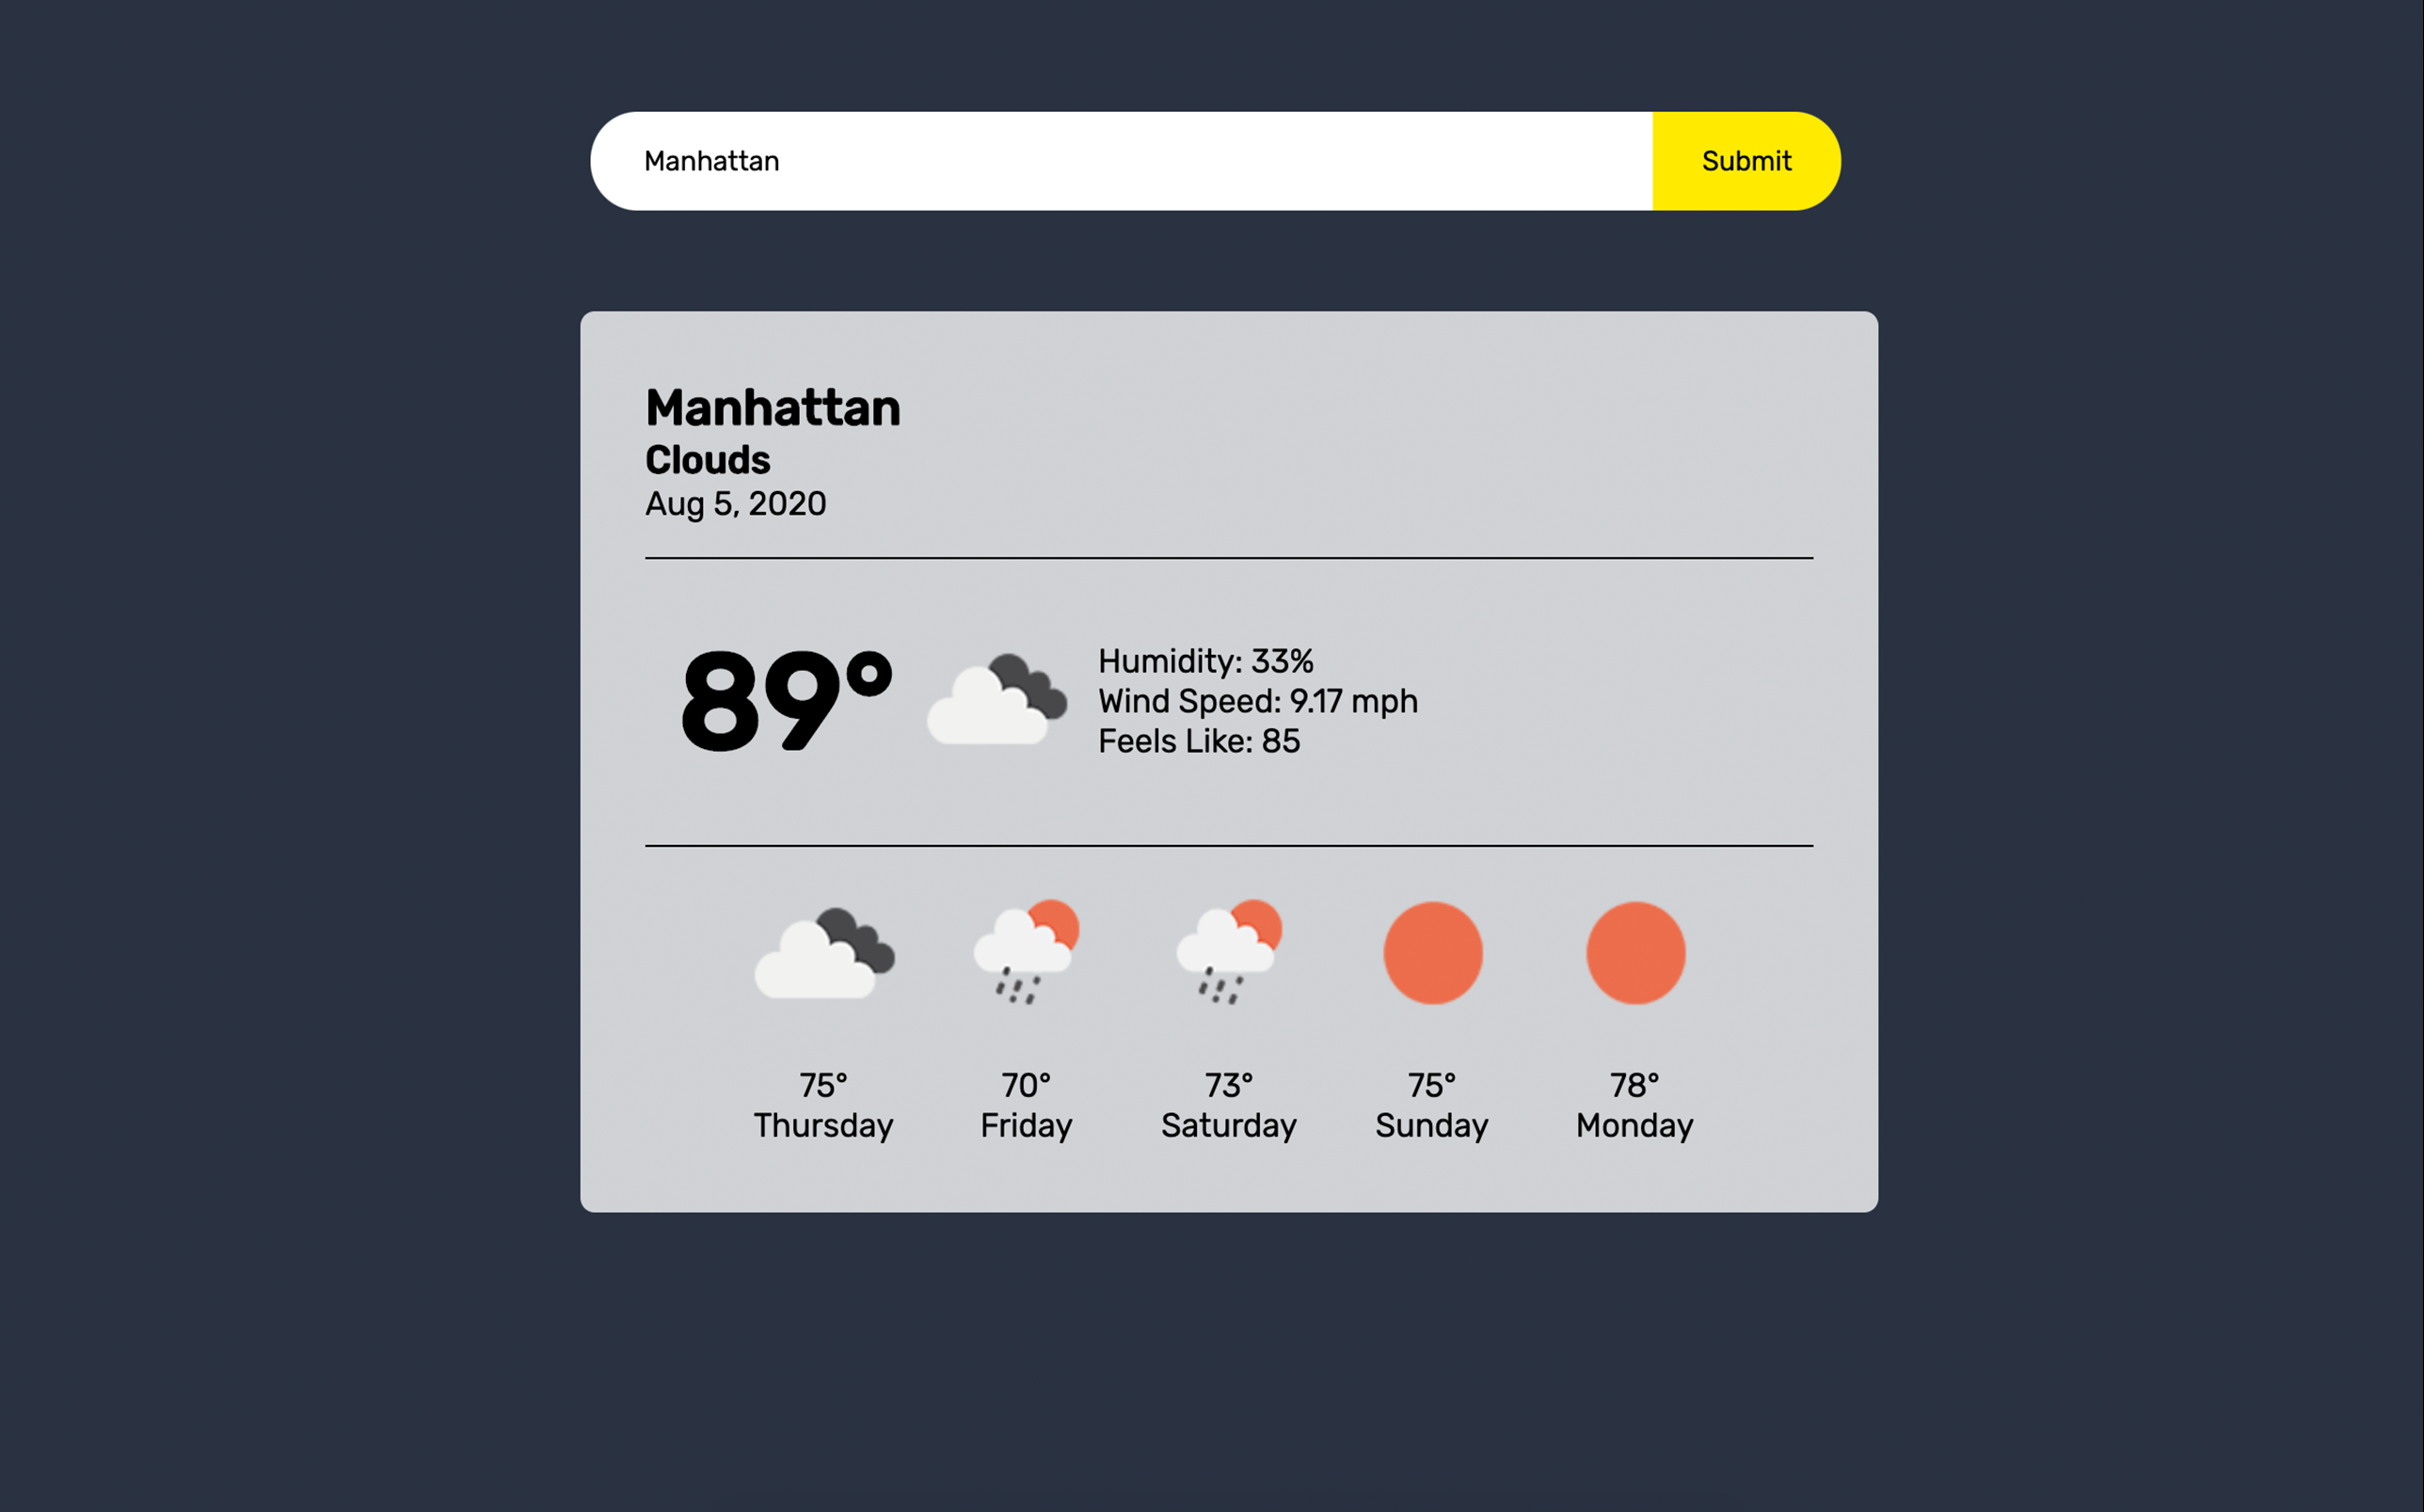 Manhattan
Submit
Manhattan
Clouds
Aug 5, 2020
89°
Humidity: 33%
Wind Speed: 9.17 mph
Feels Like: 85
75° 70° 73° 75° 78°
Thursday Friday Saturday Sunday Monday